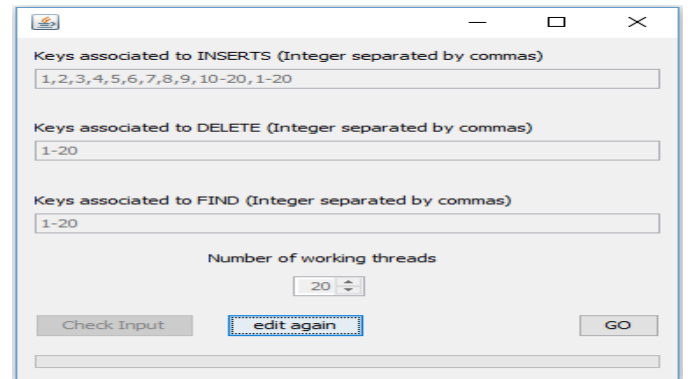 Keys associated to INSERTS (Integer separated by commas)
1,2,3,4,5,6,7,8,9,10-20,1-20
Keys associated to DELETE (Integer separated by commas)
1-20
Keys associated to FIND (Integer separated by commas)
1-20
Number of working threads
20
Check Input edit again GO